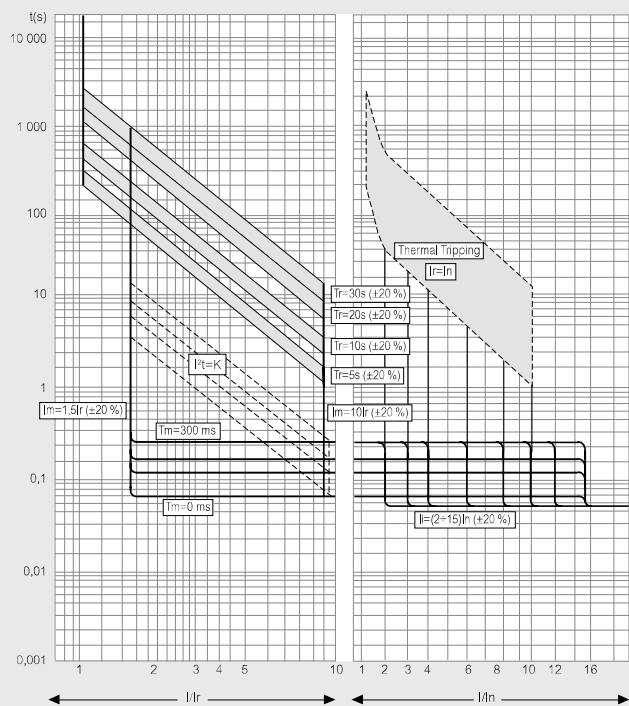 t(s)
10 000
1 000
100
10
1
0,1
0,01
0,001
Thermal Tripping
Ir=In
Tr=30s (±20 %)
Tr=20s (±20 %)
Tr=10s (±20 %)
Tr=5s (±20 %)
I²t=K
Im=1,5Ir (±20 %)
Im=10Ir (±20 %)
Tm=300 ms
Tm=0 ms
Ii=(2÷15)In (±20 %)
1 2 3 4 5 10
1 2 3 4 6 8 10 12 16
I/Ir
I/In